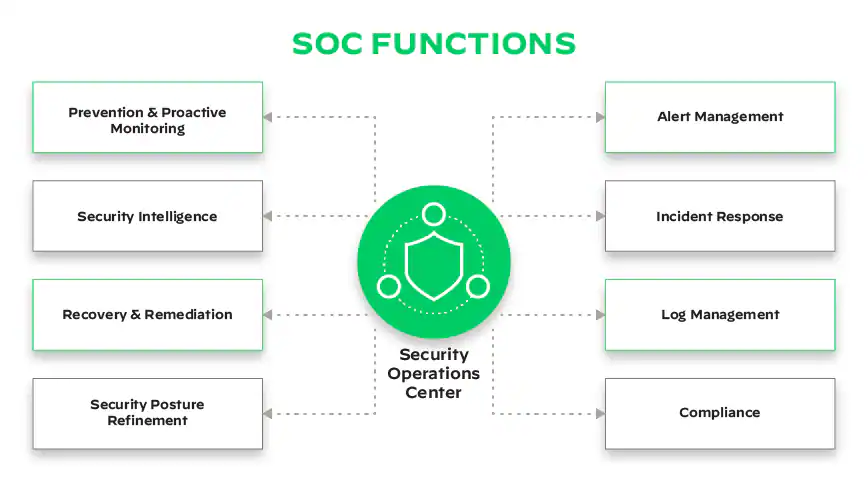 SOC FUNCTIONS
Prevention & Proactive
Monitoring
Security Intelligence
Recovery & Remediation
Security Posture
Refinement
Security
Operations
Center
Alert Management
Incident Response
Log Management
Compliance